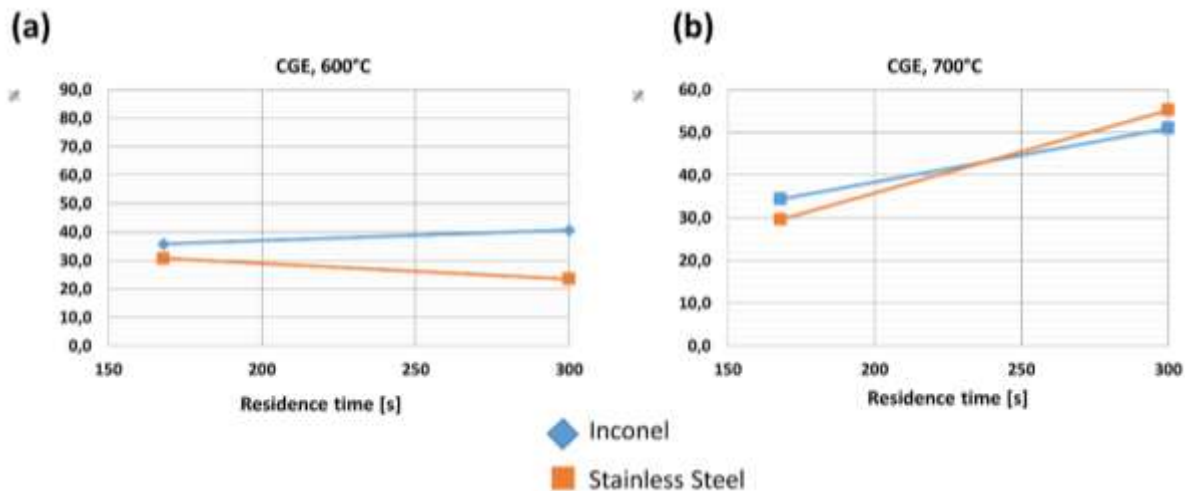 (a)
CGE, 600°C
%
90,0
80,0
70,0
60,0
50,0
40,0
30,0
20,0
10,0
0,0
150 200 250 300
Residence time [s]
(b)
CGE, 700°C
%
60,0
50,0
40,0
30,0
20,0
10,0
0,0
150 200 250 300
Residence time [s]
Inconel
Stainless Steel